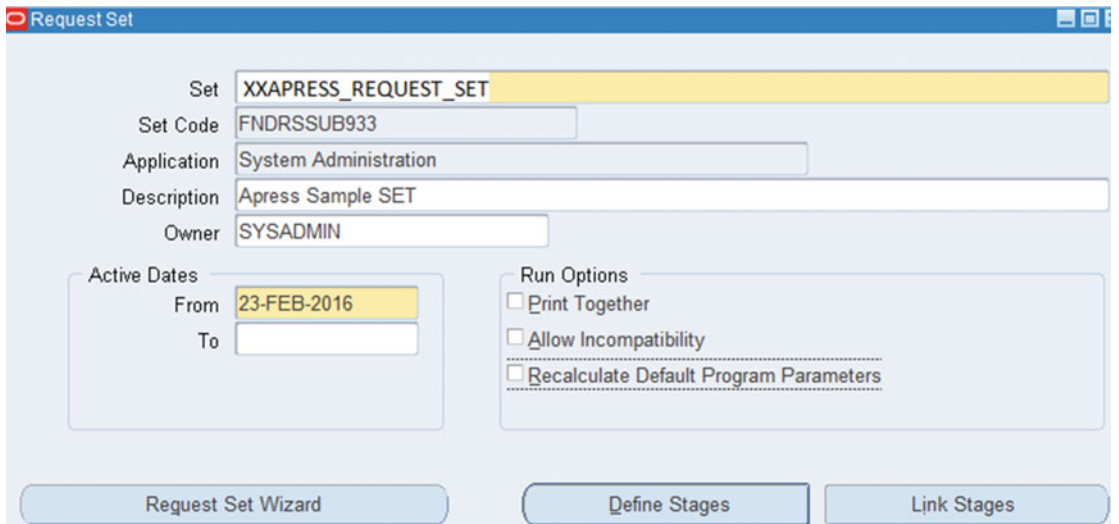 Request Set
Set XXAPRESS_REQUEST_SET
Set Code FNDRSSUB933
Application System Administration
Description Apress Sample SET
Owner SYSADMIN
Active Dates
From 23-FEB-2016
To
Run Options
Print Together
Allow Incompatibility
Recalculate Default Program Parameters
Request Set Wizard
Define Stages
Link Stages